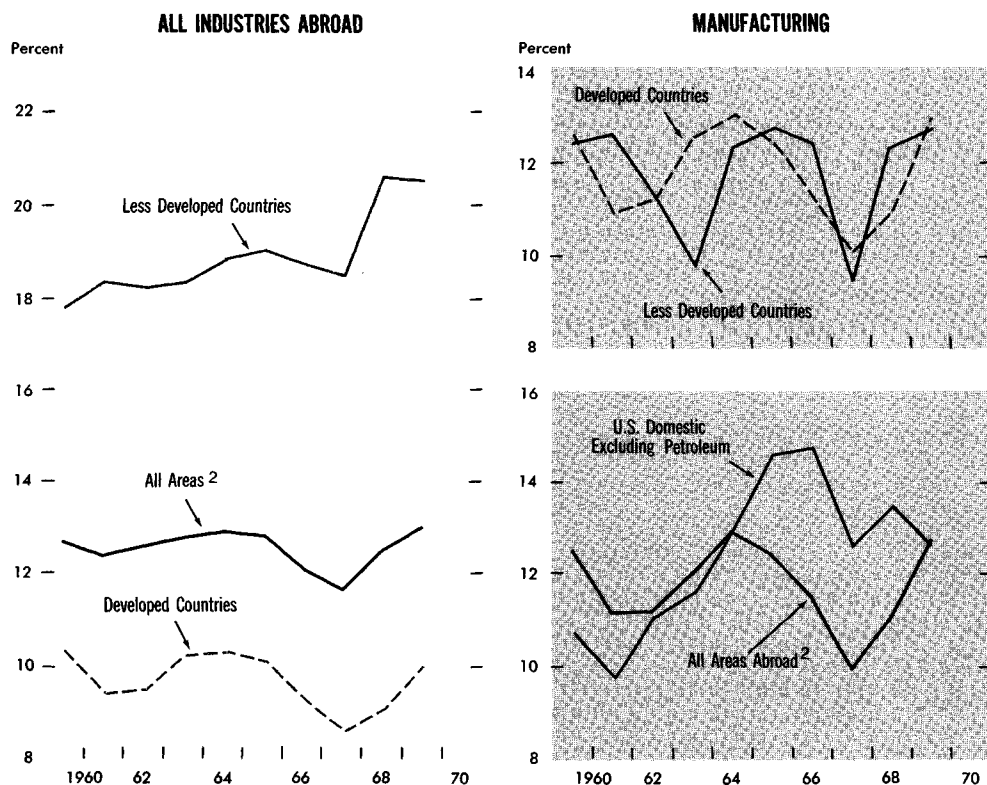 ALL INDUSTRIES ABROAD
Percent
22
20
Less Developed Countries
18
16
14
All Areas 2
12
Developed Countries
10
8
1960 62 64 66 68 70
MANUFACTURING
Percent
14
Developed Countries
12
10
Less Developed Countries
8
16
U.S. Domestic
Excluding Petroleum
14
12
10
All Areas Abroad 2
8
1960 62 64 66 68 70